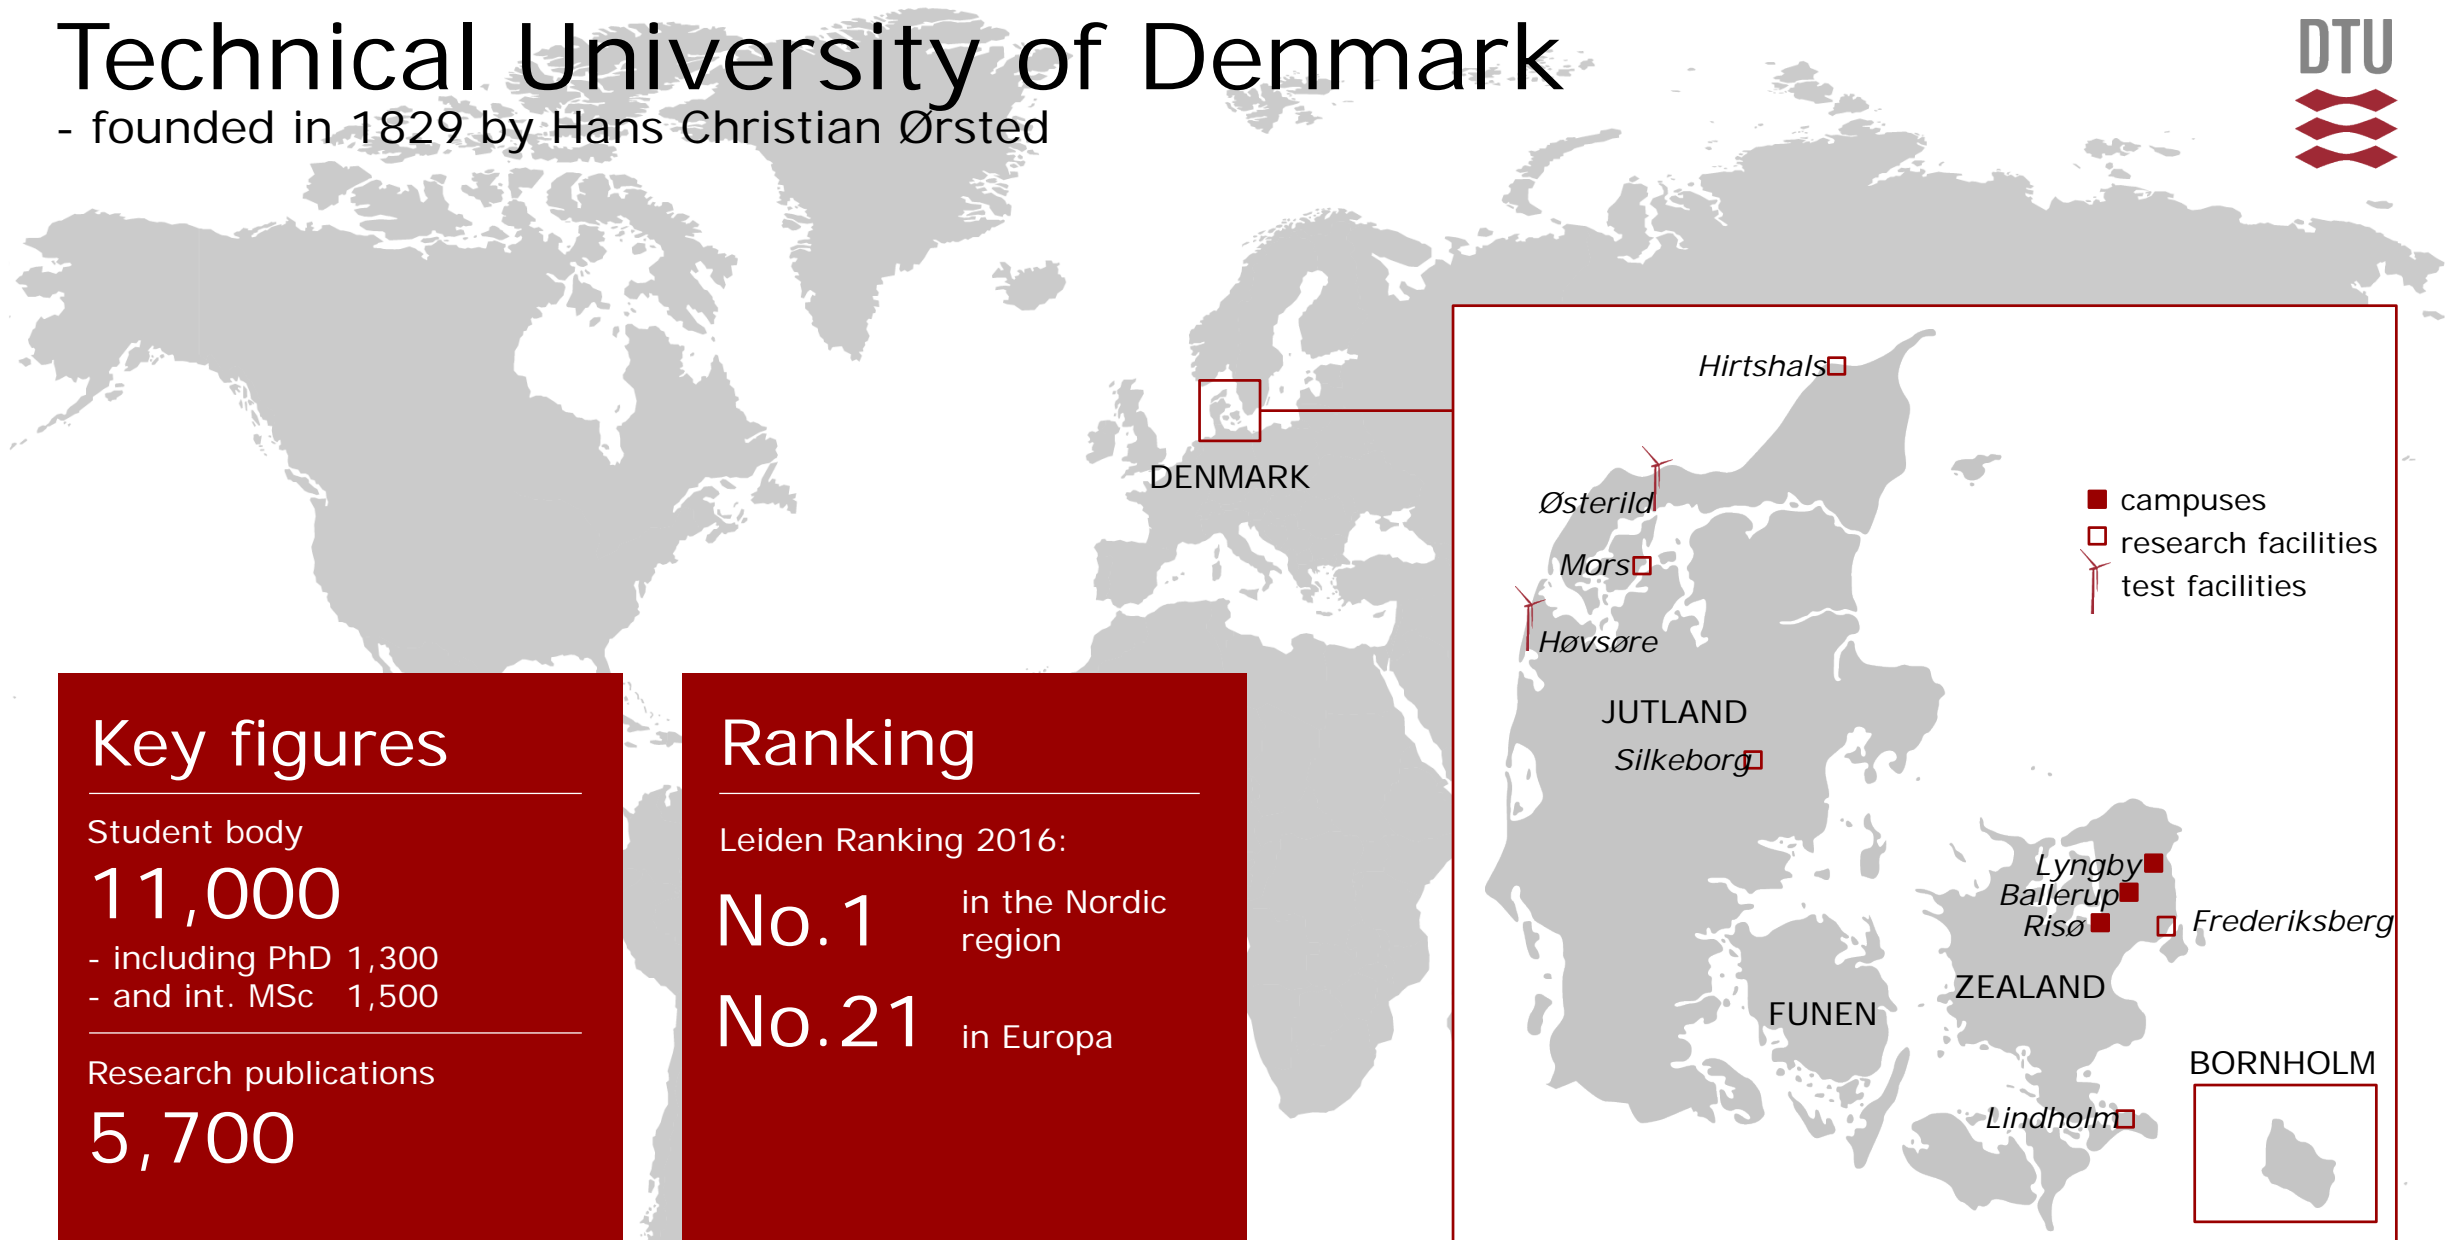 Technical University of Denmark
- founded in 1829 by Hans Christian Ørsted
DTU
DENMARK
Hirtshals
Østerild
Mors
Høvsøre
JUTLAND
Silkeborg
campuses
research facilities
test facilities
Lyngby
Ballerup
Risø
Frederiksberg
ZEALAND
FUNEN
BORNHOLM
Lindholm
Key figures
Student body
11,000
- including PhD 1,300
- and int. MSc 1,500
Research publications
5,700
Ranking
Leiden Ranking 2016:
No.1 in the Nordic
region
No.21 in Europa